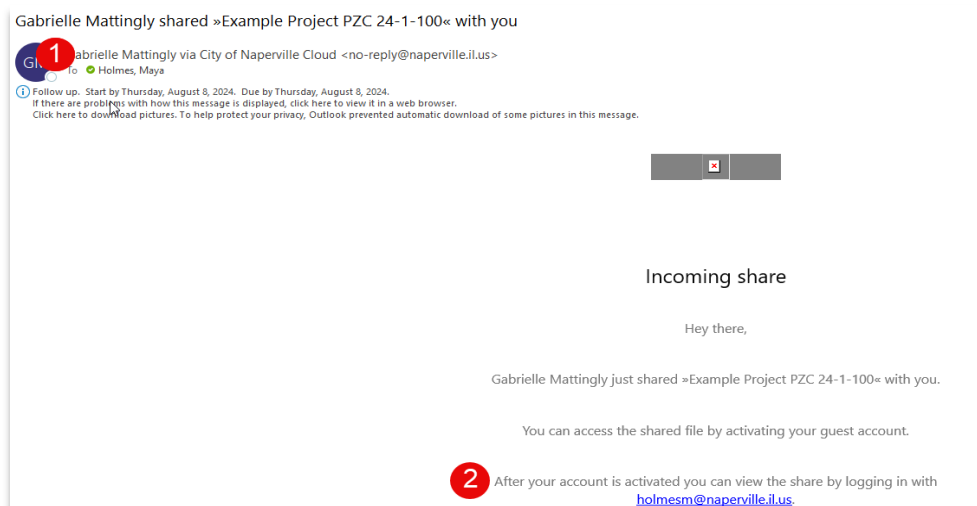 Gabrielle Mattingly shared »Example Project PZC 24-1-100« with you
1
abrielle Mattingly via City of Naperville Cloud <no-reply@naperville.il.us>
To Holmes, Maya
Follow up. Start by Thursday, August 8, 2024. Due by Thursday, August 8, 2024.
If there are problems with how this message is displayed, click here to view it in a web browser.
Click here to download pictures. To help protect your privacy, Outlook prevented automatic download of some pictures in this message.
Incoming share
Hey there,
Gabrielle Mattingly just shared »Example Project PZC 24-1-100« with you.
You can access the shared file by activating your guest account.
2
After your account is activated you can view the share by logging in with
holmesm@naperville.il.us.